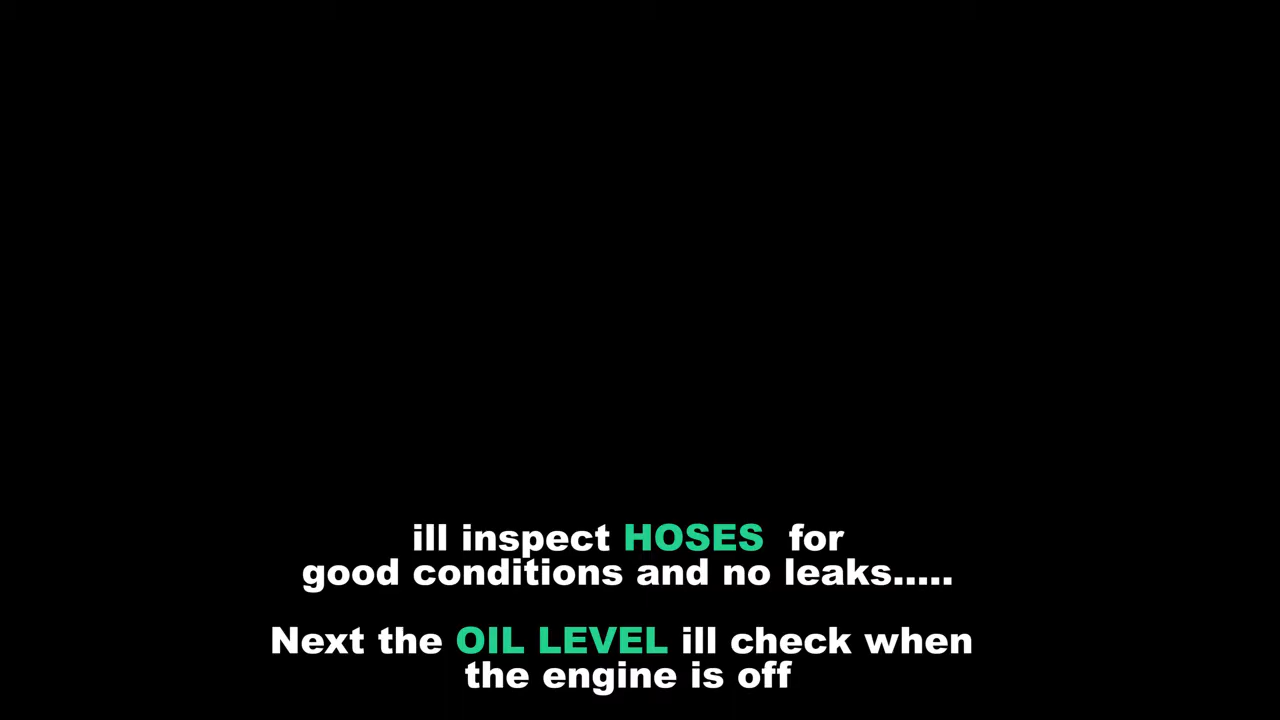 ill inspect HOSES for
good conditions and no leaks.....
Next the OIL LEVEL ill check when
the engine is off